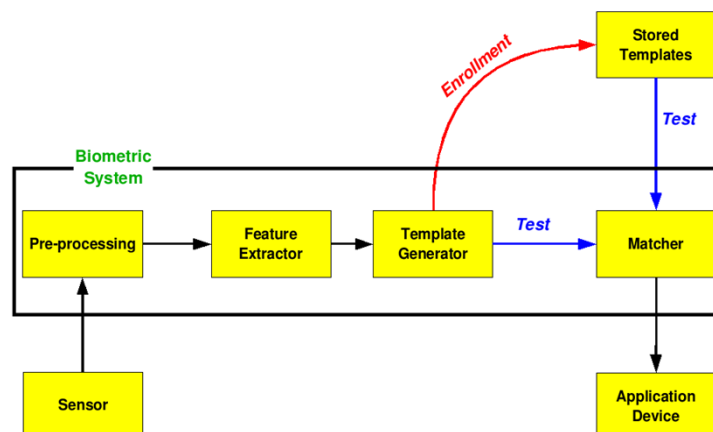 Stored
Templates
Enrollment
Test
Biometric
System
Pre-processing
Feature
Extractor
Template
Generator
Test
Matcher
Sensor
Application
Device